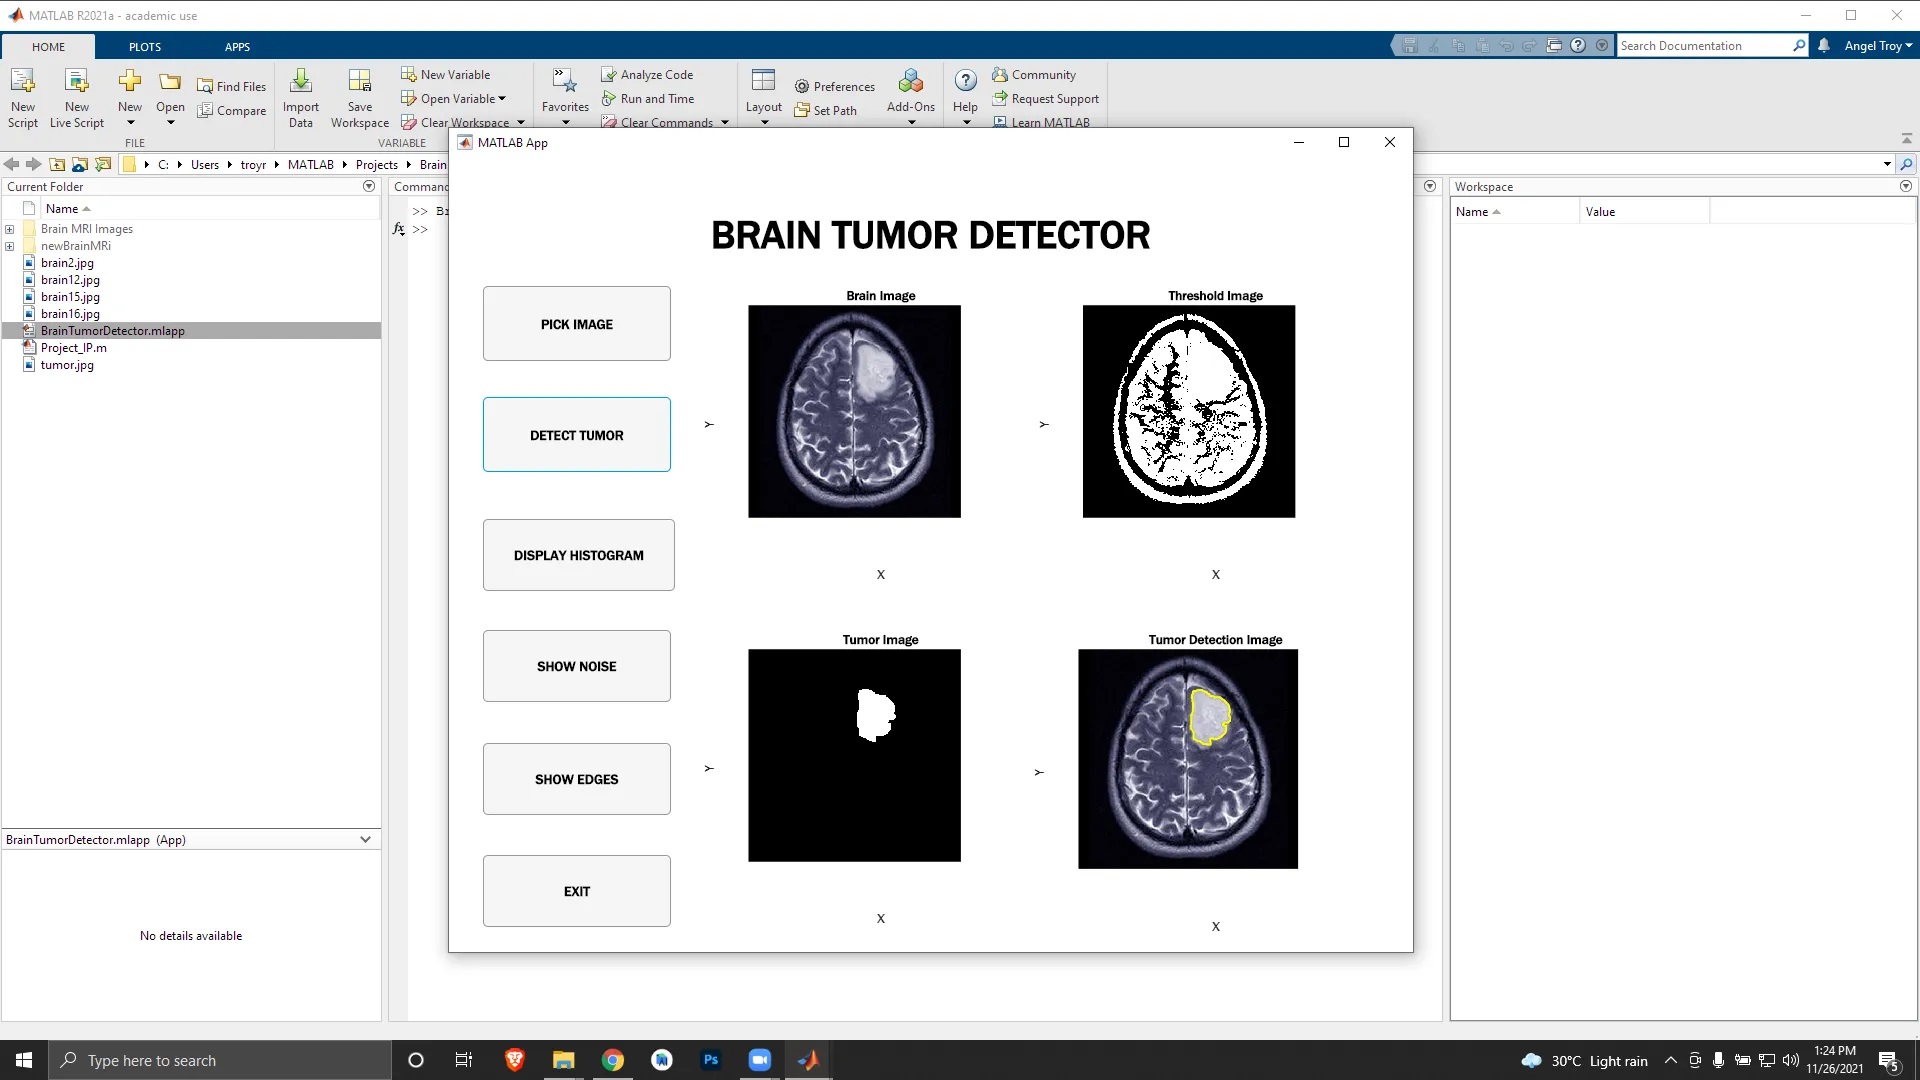 MATLAB R2021a - academic use
HOME PLOTS APPS
Search Documentation
Angel Troy
New Script
New Live Script
New
Open
Find Files
Compare
FILE
Import Data
Save Workspace
New Variable
Open Variable
Clear Workspace
VARIABLE
Favorites
Analyze Code
Run and Time
Clear Commands
Layout
Preferences
Set Path
Add-Ons
Help
Community
Request Support
Learn MATLAB
C: Users troyr MATLAB Projects Brain
Current Folder
Name
Brain MRI Images
newBrainMRi
brain2.jpg
brain12.jpg
brain15.jpg
brain16.jpg
BrainTumorDetector.mlapp
Project_IP.m
tumor.jpg
BrainTumorDetector.mlapp (App)
No details available
>>
fx >>
MATLAB App
BRAIN TUMOR DETECTOR
PICK IMAGE
DETECT TUMOR
DISPLAY HISTOGRAM
SHOW NOISE
SHOW EDGES
EXIT
Brain Image
Y
X
Threshold Image
Y
X
Tumor Image
Y
X
Tumor Detection Image
Y
X
Workspace
Name Value
Type here to search
Ps
30°C Light rain
1:24 PM
11/26/2021
5